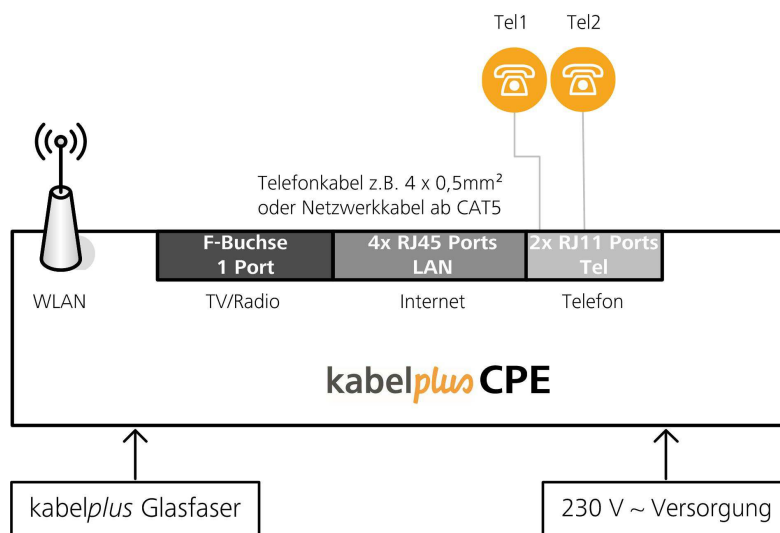 Tel1 Tel2
Telefonkabel z.B. 4 x 0,5mm²
oder Netzwerkkabel ab CAT5
F-Buchse
1 Port
4x RJ45 Ports
LAN
2x RJ11 Ports
Tel
WLAN
TV/Radio
Internet
Telefon
kabelplus CPE
kabelplus Glasfaser
230 V ~ Versorgung